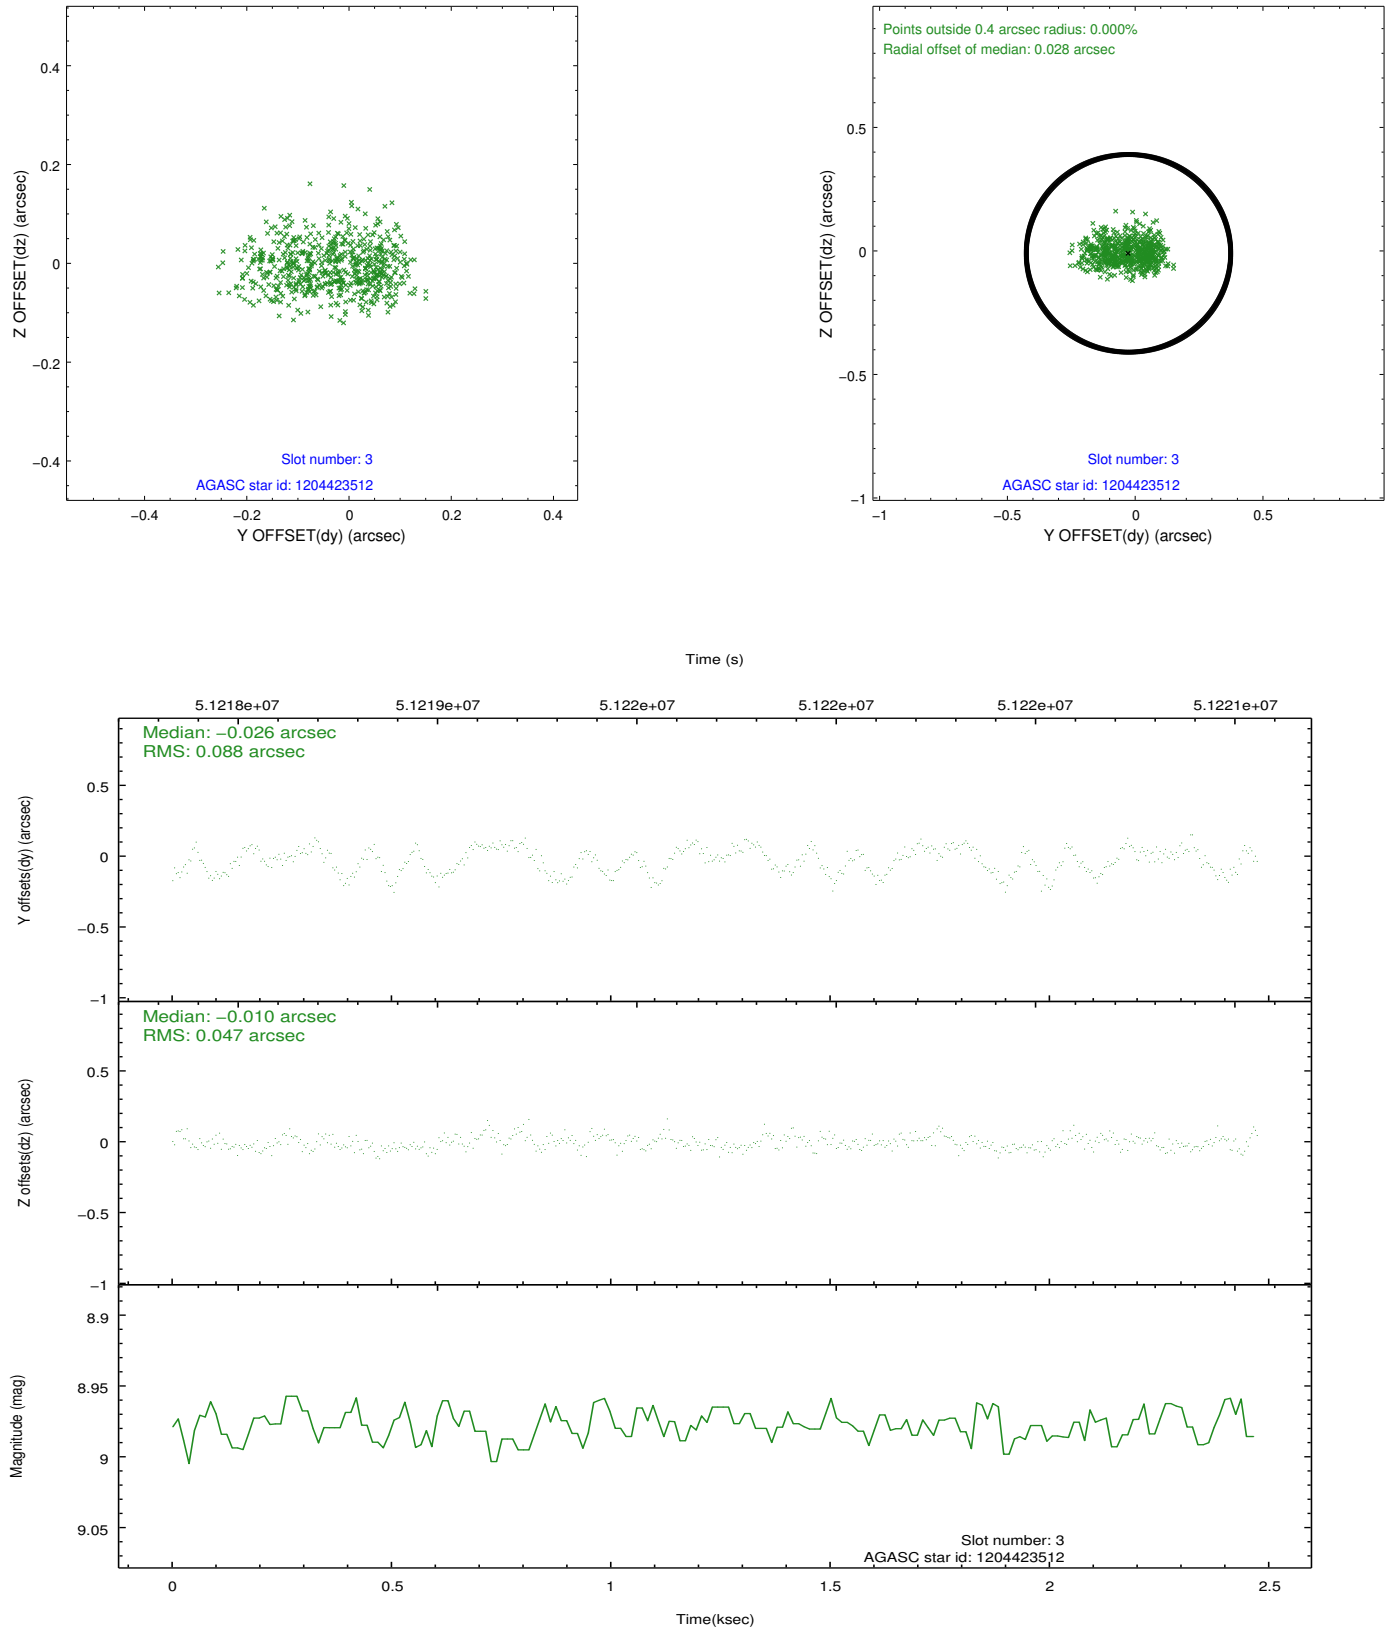 0.4
0.2
0
−0.2
−0.4
Z OFFSET(dz) (arcsec)
Slot number: 3
AGASC star id: 1204423512
−0.4 −0.2 0 0.2 0.4
Y OFFSET(dy) (arcsec)
Points outside 0.4 arcsec radius: 0.000%
Radial offset of median: 0.028 arcsec
0.5
0
−0.5
−1
Z OFFSET(dz) (arcsec)
Slot number: 3
AGASC star id: 1204423512
−1 −0.5 0 0.5
Y OFFSET(dy) (arcsec)
Time (s)
5.1218e+07 5.1219e+07 5.122e+07 5.122e+07 5.122e+07 5.1221e+07
Median: −0.026 arcsec
RMS: 0.088 arcsec
0.5
0
−0.5
−1
Y offsets(dy) (arcsec)
Median: −0.010 arcsec
RMS: 0.047 arcsec
0.5
0
−0.5
−1
Z offsets(dz) (arcsec)
8.9
8.95
9
9.05
Magnitude (mag)
Slot number: 3
AGASC star id: 1204423512
0 0.5 1 1.5 2 2.5
Time(ksec)